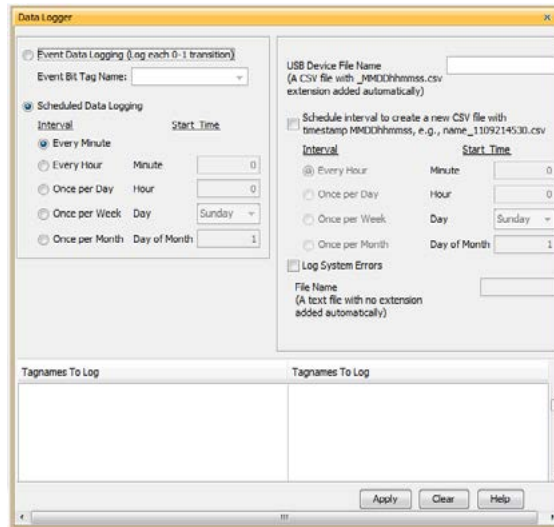 Data Logger
Event Data Logging (Log each 0-1 transition)
Event Bit Tag Name:
Scheduled Data Logging
Interval Start Time
Every Minute
Every Hour Minute 0
Once per Day Hour 0
Once per Week Day Sunday
Once per Month Day of Month 1
USB Device File Name
(A CSV file with _MMDDhhmmss.csv
extension added automatically)
Schedule interval to create a new CSV file with
timestamp MMDDhhmmss, e.g., name_1109214530.csv
Interval Start Time
Every Hour Minute 0
Once per Day Hour 0
Once per Week Day Sunday
Once per Month Day of Month 1
Log System Errors
File Name
(A text file with no extension
added automatically)
Tagnames To Log Tagnames To Log
Apply Clear Help